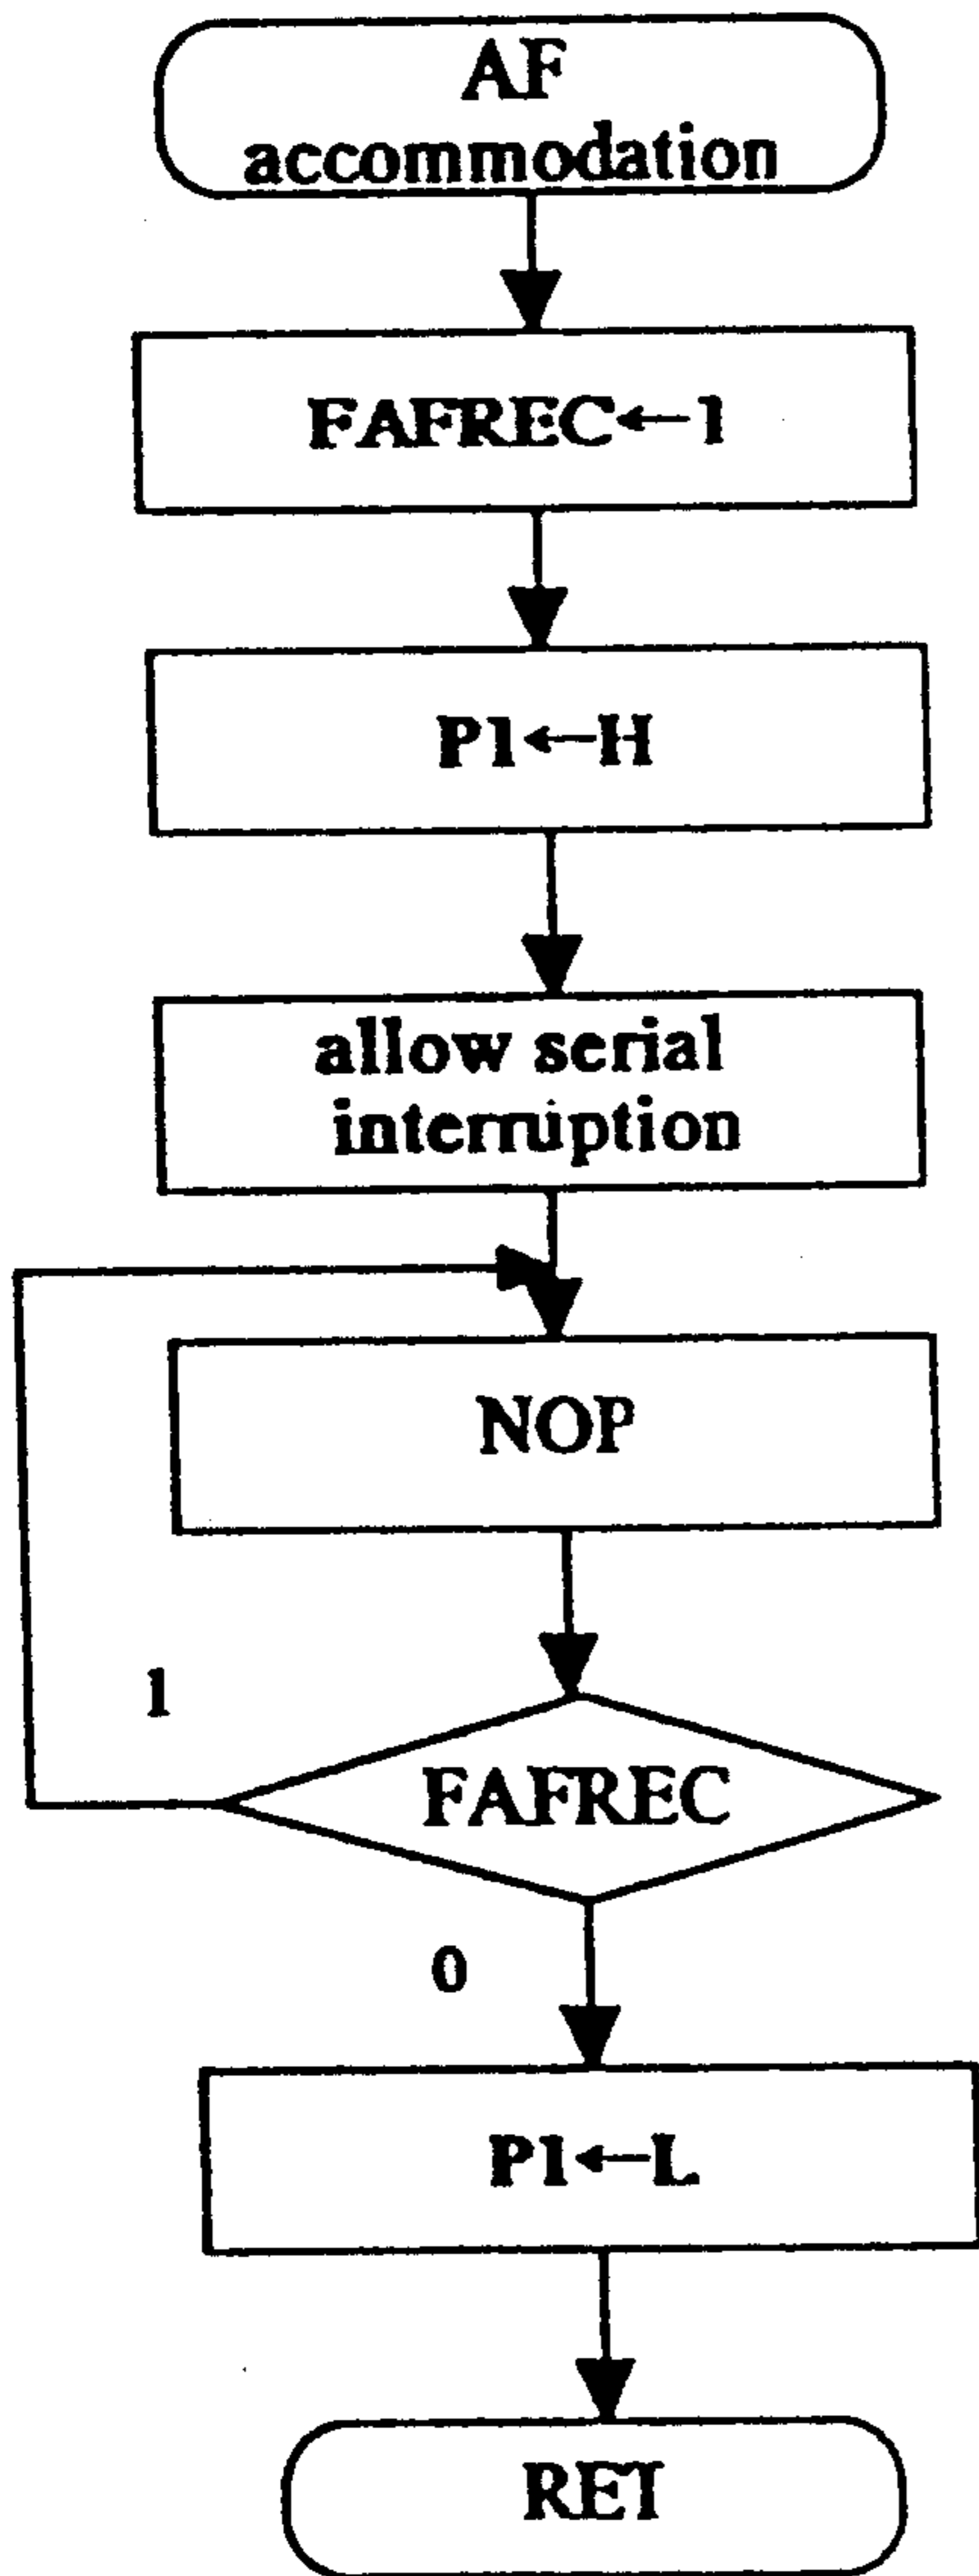 AF
accommodation
FAFREC←1
P1←H
allow serial
interruption
NOP
1
FAFREC
0
P1←L
RET